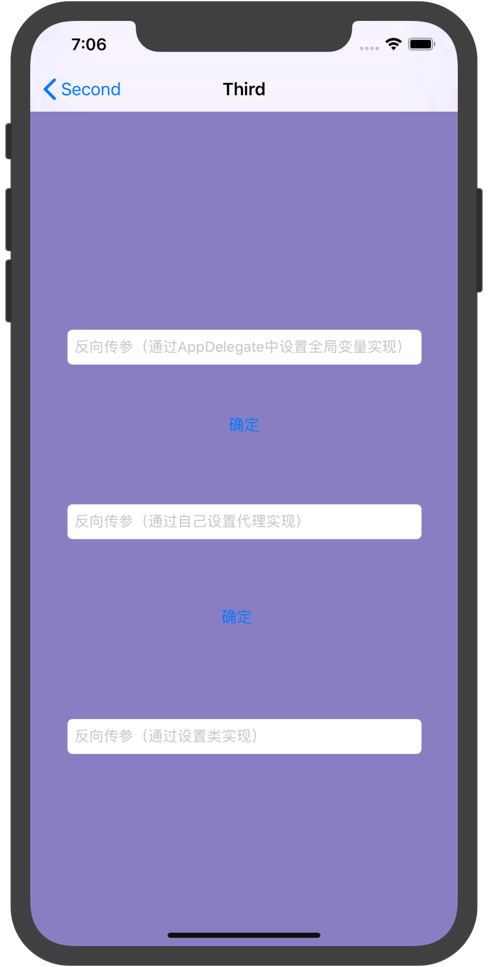 7:06
Second
Third
反向传参（通过AppDelegate中设置全局变量实现）
确定
反向传参（通过自己设置代理实现）
确定
反向传参（通过设置类实现）